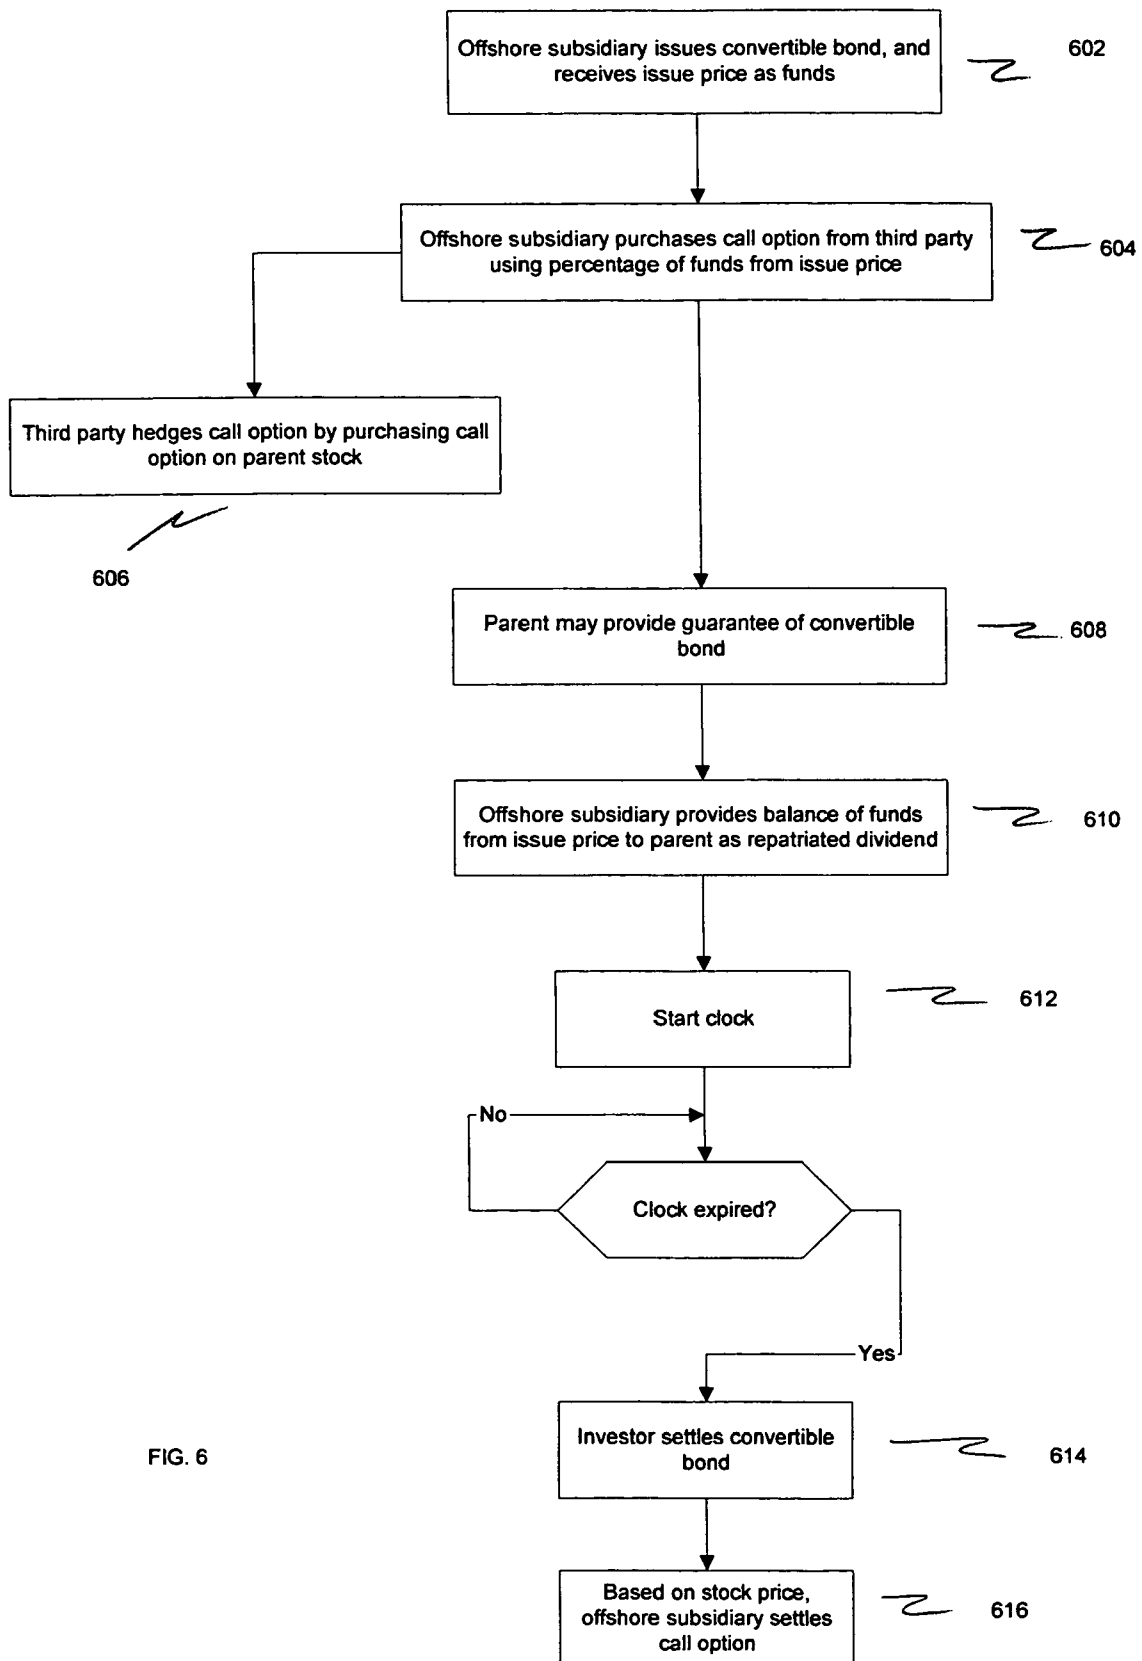 Offshore subsidiary issues convertible bond, and
receives issue price as funds
602
Offshore subsidiary purchases call option from third party
using percentage of funds from issue price
604
Third party hedges call option by purchasing call
option on parent stock
606
Parent may provide guarantee of convertible
bond
608
Offshore subsidiary provides balance of funds
from issue price to parent as repatriated dividend
610
Start clock
612
No
Clock expired?
Yes
Investor settles convertible
bond
614
FIG. 6
Based on stock price,
offshore subsidiary settles
call option
616